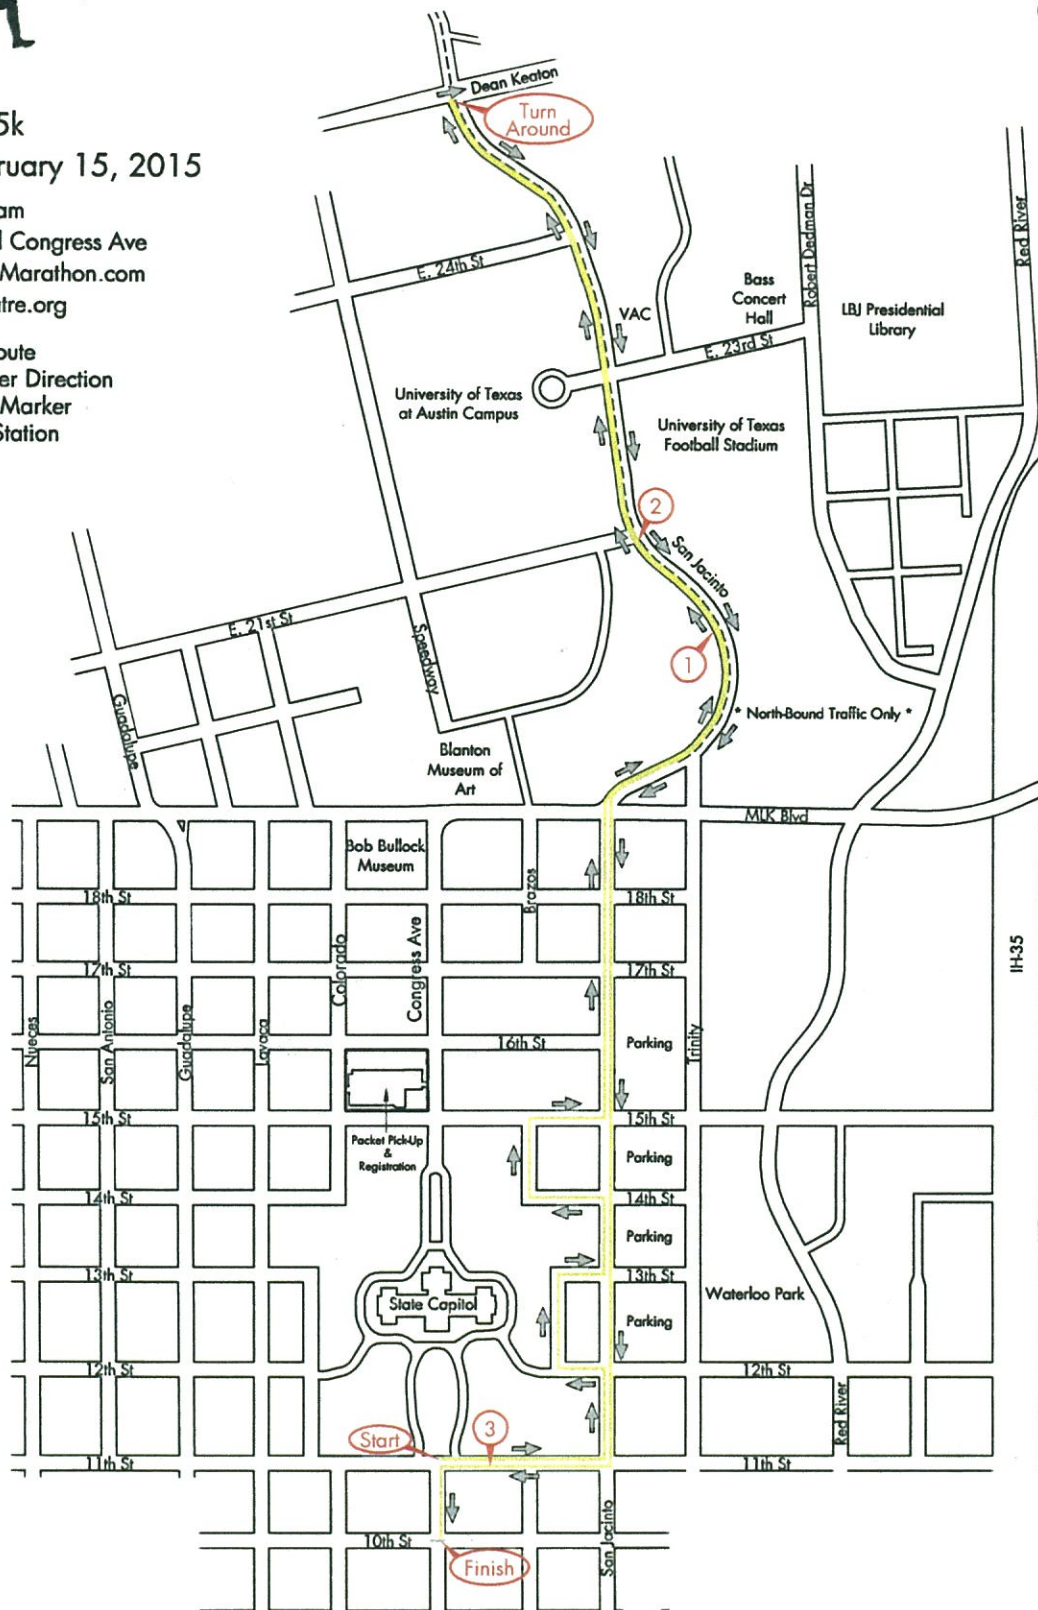 5k
ruary 15, 2015
am
l Congress Ave
Marathon.com
tre.org
oute
er Direction
Marker
Station
Dean Keaton
Turn
Around
E. 24th St
VAC
Bass
Concert
Hall
Robert Dedman Dr
Red River
LBJ Presidential
Library
E. 23rd St
University of Texas
at Austin Campus
University of Texas
Football Stadium
2
San Jacinto
E. 21st St
Speedway
1
Guadalupe
* North-Bound Traffic Only *
Blanton
Museum of
Art
MLK Blvd
Bob Bullock
Museum
Brazos
18th St
18th St
Colorado
Congress Ave
17th St
17th St
IH-35
Nueces
San Antonio
Guadalupe
Lavaca
16th St
Parking
Trinity
15th St
15th St
Packet Pick-Up
&
Registration
Parking
14th St
14th St
Parking
13th St
13th St
State Capitol
Waterloo Park
Parking
12th St
12th St
Red River
Start
3
11th St
11th St
San Jacinto
10th St
Finish